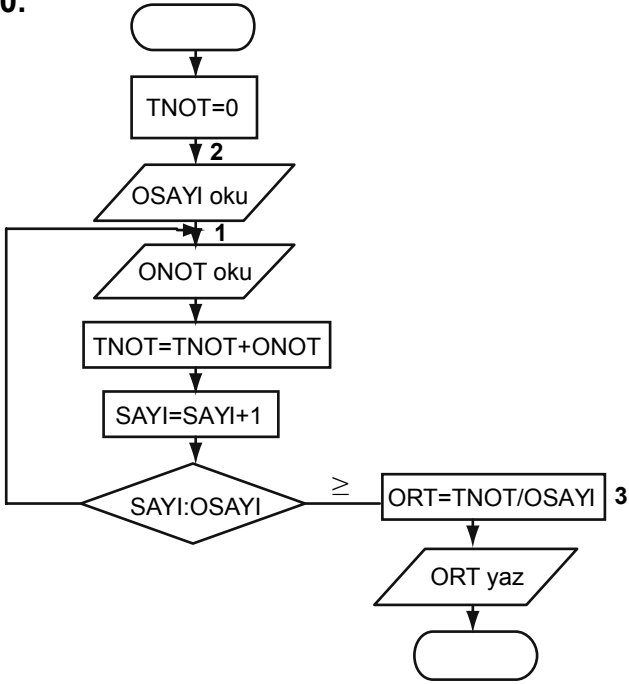 0.
TNOT=0
2
OSAYI oku
1
ONOT oku
TNOT=TNOT+ONOT
SAYI=SAYI+1
SAYI:OSAYI
≥
ORT=TNOT/OSAYI
3
ORT yaz